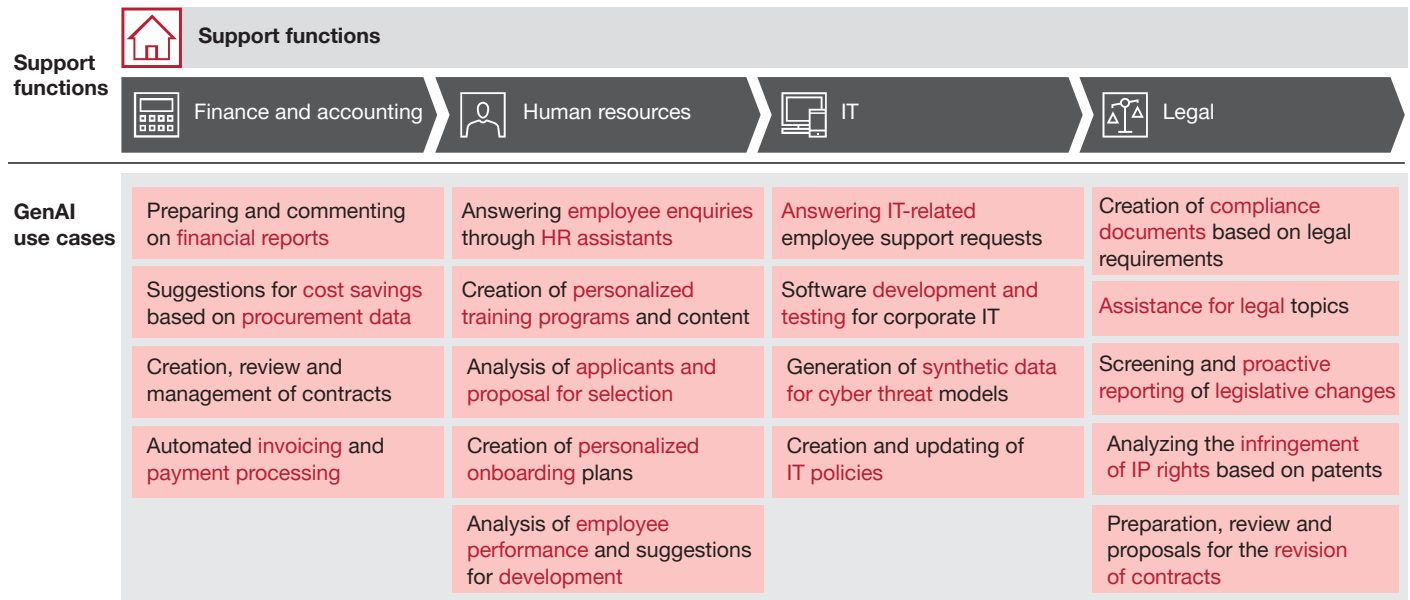 Support
functions
Support functions
Finance and accounting
Human resources
IT
Legal
GenAI
use cases
Preparing and commenting
on financial reports
Suggestions for cost savings
based on procurement data
Creation, review and
management of contracts
Automated invoicing and
payment processing
Answering employee enquiries
through HR assistants
Creation of personalized
training programs and content
Analysis of applicants and
proposal for selection
Creation of personalized
onboarding plans
Analysis of employee
performance and suggestions
for development
Answering IT-related
employee support requests
Software development and
testing for corporate IT
Generation of synthetic data
for cyber threat models
Creation and updating of
IT policies
Creation of compliance
documents based on legal
requirements
Assistance for legal topics
Screening and proactive
reporting of legislative changes
Analyzing the infringement
of IP rights based on patents
Preparation, review and
proposals for the revision
of contracts